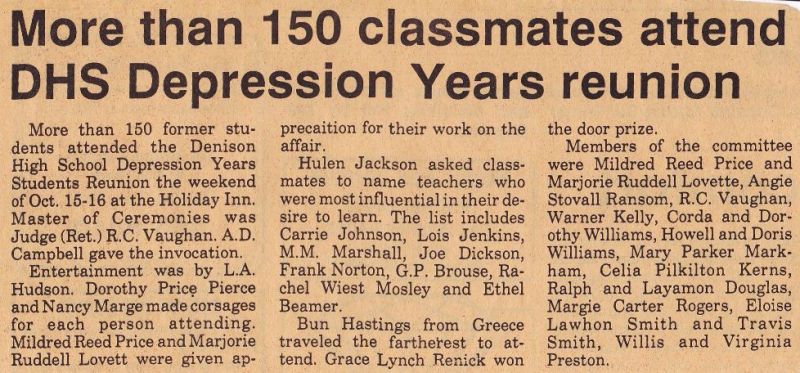 More than 150 classmates attend
DHS Depression Years reunion
More than 150 former stu-
dents attended the Denison
High School Depression Years
Students Reunion the weekend
of Oct. 15-16 at the Holiday Inn.
Master of Ceremonies was
Judge (Ret.) R.C. Vaughan. A.D.
Campbell gave the invocation.
Entertainment was by L.A.
Hudson. Dorothy Price Pierce
and Nancy Marge made corsages
for each person attending.
Mildred Reed Price and Marjorie
Ruddell Lovett were given ap-
precaition for their work on the
affair.
Hulen Jackson asked class-
mates to name teachers who
were most influential in their de-
sire to learn. The list includes
Carrie Johnson, Lois Jenkins,
M.M. Marshall, Joe Dickson,
Frank Norton, G.P. Brouse, Ra-
chel Wiest Mosley and Ethel
Beamer.
Bun Hastings from Greece
traveled the fartherest to at-
tend. Grace Lynch Renick won
the door prize.
Members of the committee
were Mildred Reed Price and
Marjorie Ruddell Lovette, Angie
Stovall Ransom, R.C. Vaughan,
Warner Kelly, Corda and Dor-
othy Williams, Howell and Doris
Williams, Mary Parker Mark-
ham, Celia Pilkilton Kerns,
Ralph and Layamon Douglas,
Margie Carter Rogers, Eloise
Lawhon Smith and Travis
Smith, Willis and Virginia
Preston.